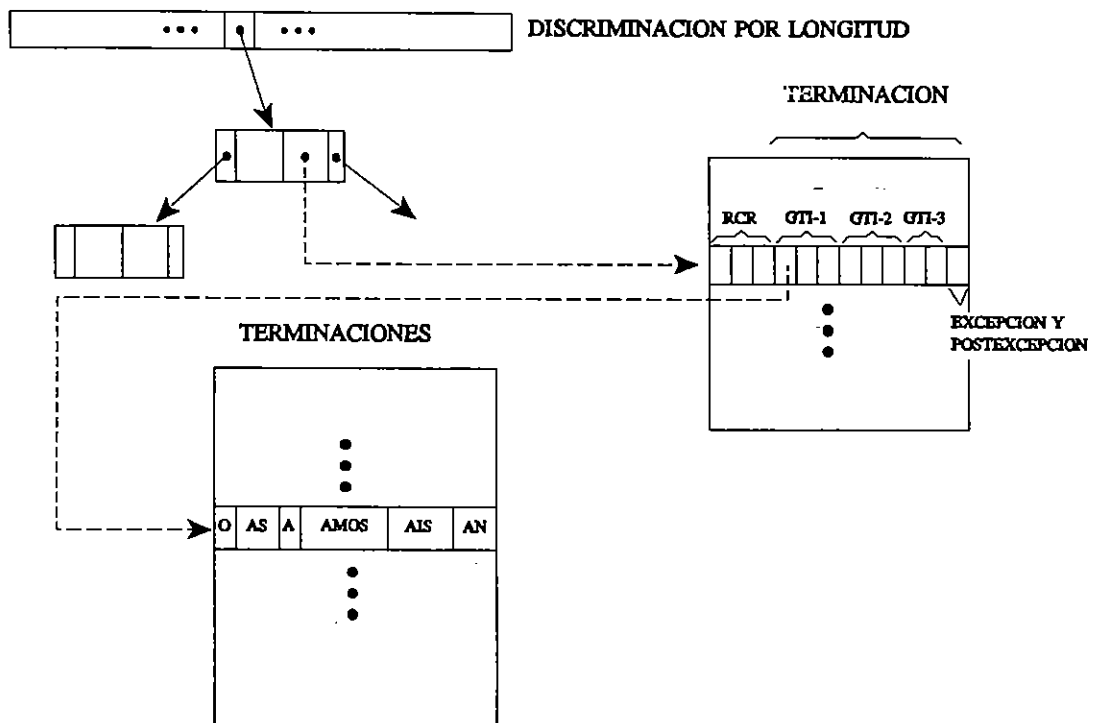 DISCRIMINACION POR LONGITUD
TERMINACION
RCR GTI-1 GTI-2 GTI-3
EXCEPCION Y
POSTEXCEPCION
TERMINACIONES
O AS A AMOS AIS AN